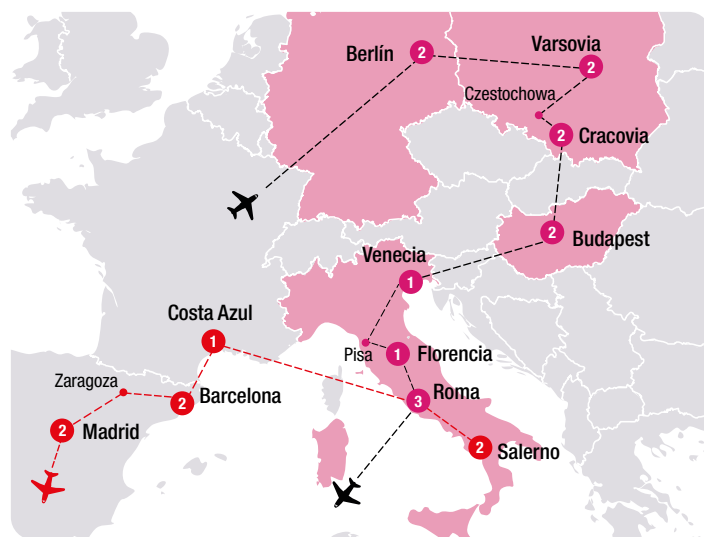 Berlín
2
Varsovia
2
Czestochowa
2
Cracovia
2
Budapest
Venecia
1
Costa Azul
1
Pisa
1
Florencia
Zaragoza
2
Barcelona
Roma
3
2
Madrid
2
Salerno